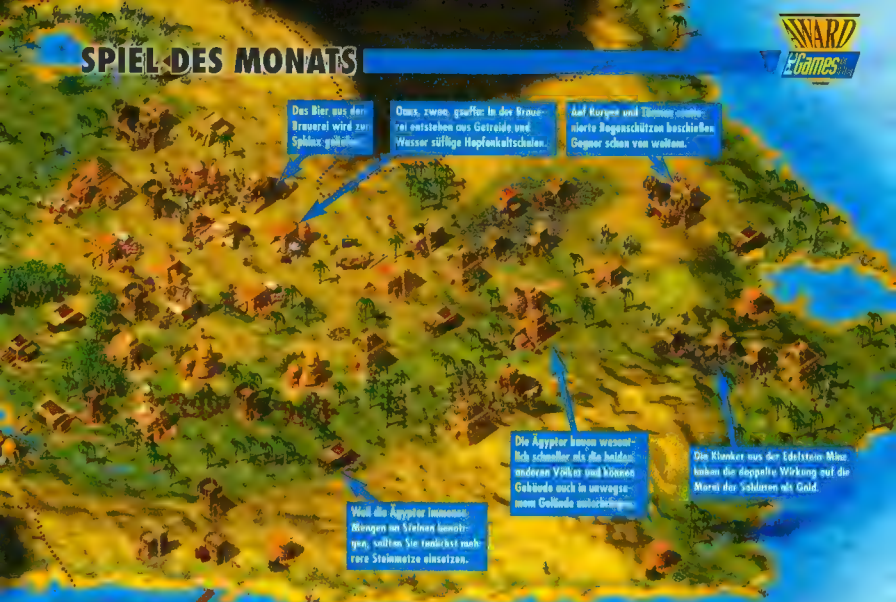 SPIEL DES MONATS
AWARD
Games
Das Bier aus der
Brauerei wird zur
Sphinx
Oans, zwoa, gsuffa: In der Braue-
rei entstehen aus Getreide und
Wasser süffige Hopfenkaltschalen.
Auf Burgen und Türmen
nierte Bogenschützen beschießen
Gegner schon von weitem.
Die Ägypter bauen wesent-
lich schneller als die beiden
anderen Völker und können
Gebäude auch in unwegsa-
mem Gelände unterbringen.
Die Klunker aus der Edelstein-Mine
haben die doppelte Wirkung auf die
Moral der Soldaten als Gold.
Weil die Ägypter immense
Mengen an Steinen benöti-
gen, sollten Sie tunlichst meh-
rere Steinmetze einsetzen.